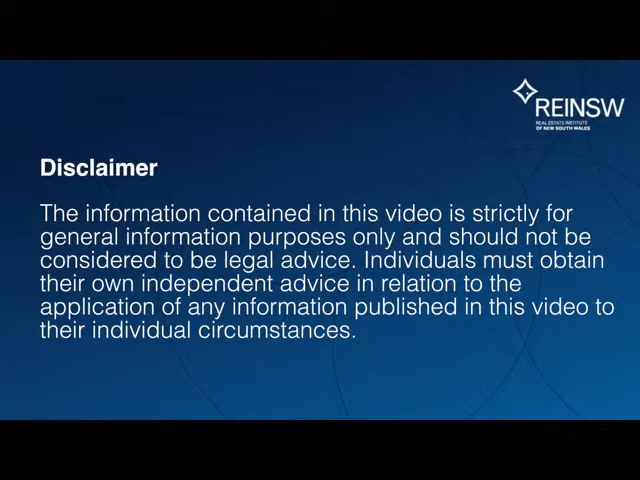 REINSW
REAL ESTATE INSTITUTE
OF NEW SOUTH WALES
Disclaimer
The information contained in this video is strictly for
general information purposes only and should not be
considered to be legal advice. Individuals must obtain
their own independent advice in relation to the
application of any information published in this video to
their individual circumstances.